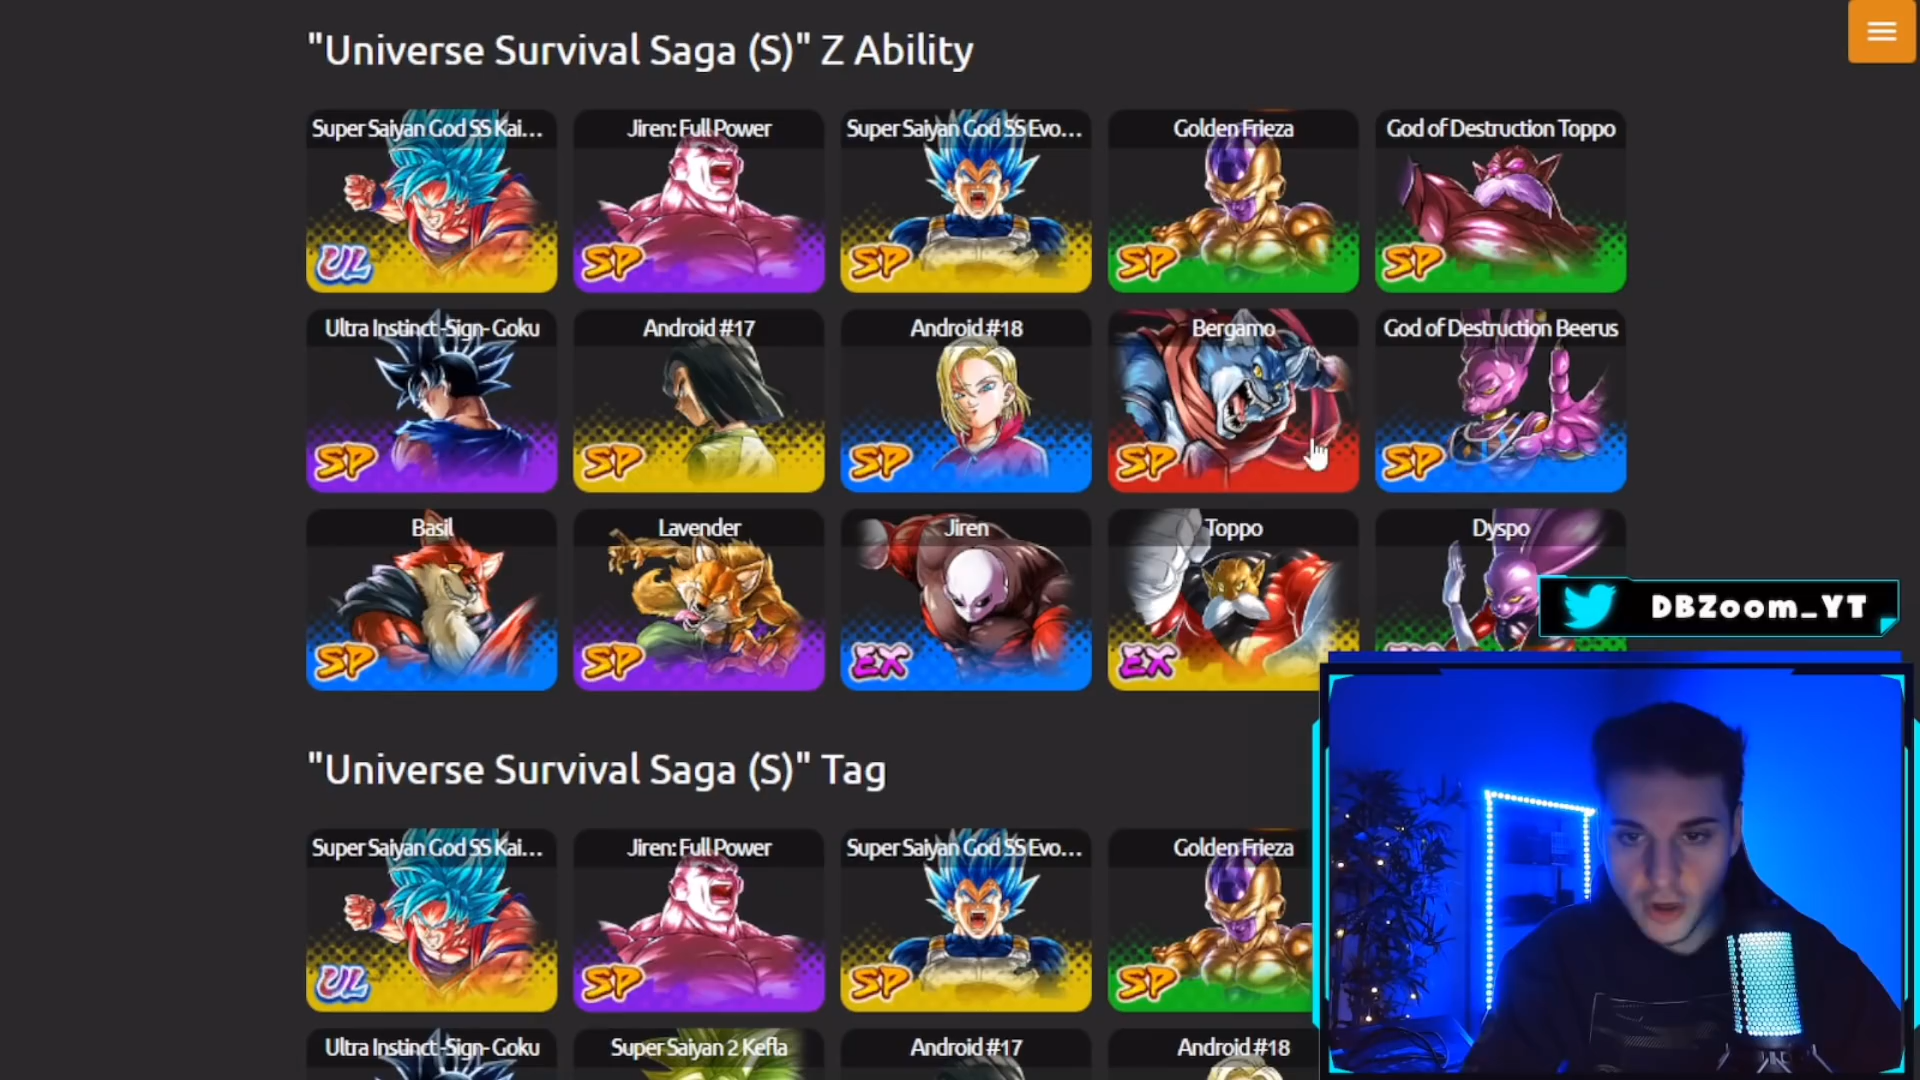 "Universe Survival Saga (S)" Z Ability
Super Saiyan God SS Kai...
Jiren: Full Power
Super Saiyan God SS Evo...
Golden Frieza
God of Destruction Toppo
UL
SP
SP
SP
SP
Ultra Instinct -Sign- Goku
Android #17
Android #18
Bergamo
God of Destruction Beerus
SP
SP
SP
SP
SP
Basil
Lavender
Jiren
Toppo
Dyspo
SP
SP
EX
EX
DBZoom_YT
"Universe Survival Saga (S)" Tag
Super Saiyan God SS Kai...
Jiren: Full Power
Super Saiyan God SS Evo...
Golden Frieza
UL
SP
SP
SP
Ultra Instinct -Sign- Goku
Super Saiyan 2 Kefla
Android #17
Android #18